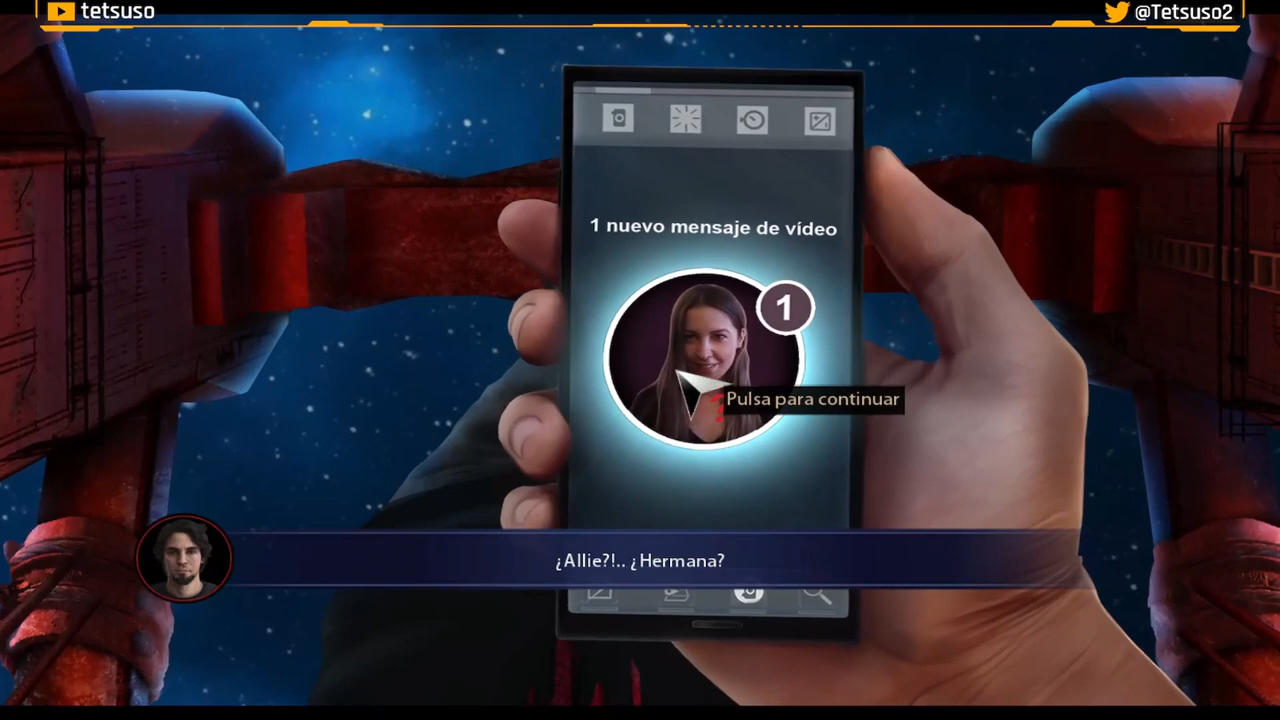 tetsuso
@Tetsuso2
1 nuevo mensaje de vídeo
1
Pulsa para continuar
¿Allie?!.. ¿Hermana?